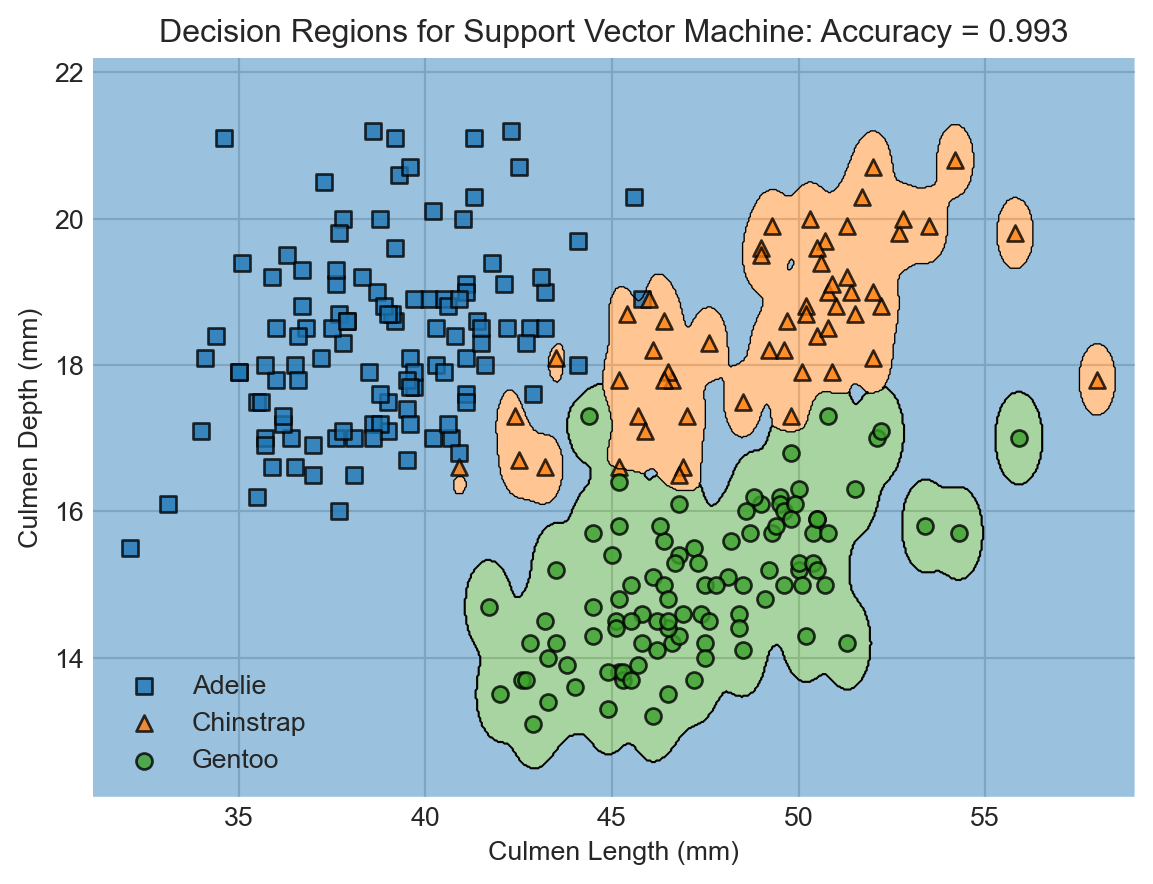 Decision Regions for Support Vector Machine: Accuracy = 0.993
22
20
18
16
14
Culmen Depth (mm)
Adelie
Chinstrap
Gentoo
35 40 45 50 55
Culmen Length (mm)